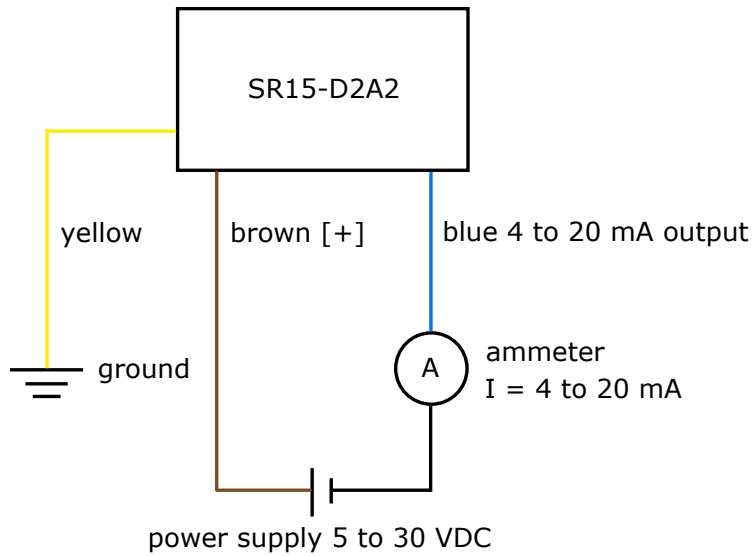 SR15-D2A2
yellow
brown [+]
blue 4 to 20 mA output
ground
A
ammeter
I = 4 to 20 mA
power supply 5 to 30 VDC